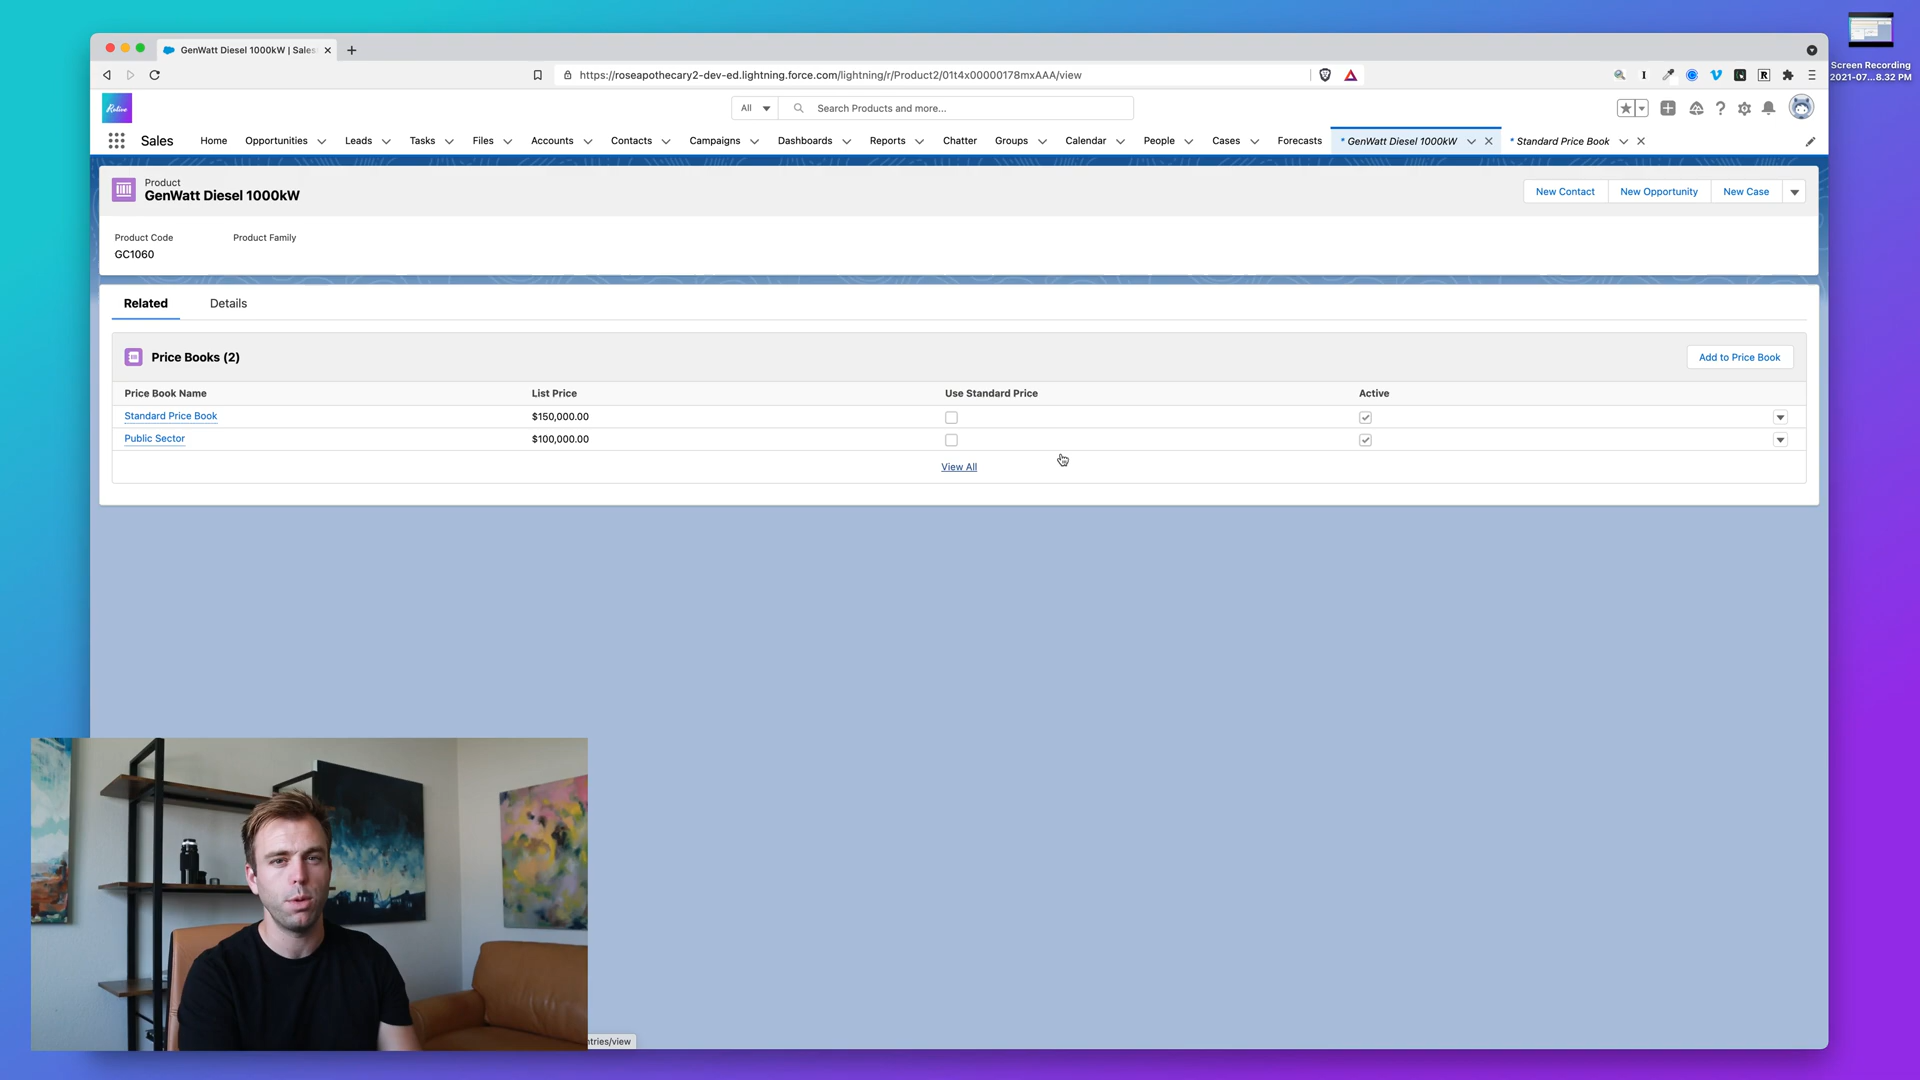 GenWatt Diesel 1000kW | Sales
https://roseapothecary2-dev-ed.lightning.force.com/lightning/r/Product2/01t4x00000178mxAAA/view
Screen Recording
2021-07...8.32 PM
All
Search Products and more...
Sales
Home
Opportunities
Leads
Tasks
Files
Accounts
Contacts
Campaigns
Dashboards
Reports
Chatter
Groups
Calendar
People
Cases
Forecasts
* GenWatt Diesel 1000kW
* Standard Price Book
Product
GenWatt Diesel 1000kW
New Contact
New Opportunity
New Case
Product Code
Product Family
GC1060
Related
Details
Price Books (2)
Add to Price Book
Price Book Name
List Price
Use Standard Price
Active
Standard Price Book
$150,000.00
Public Sector
$100,000.00
View All
ntries/view